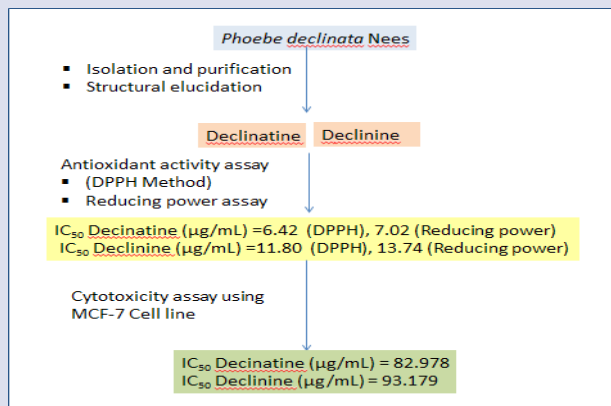 Phoebe declinata Nees
▪ Isolation and purification
▪ Structural elucidation
Declinatine Declinine
Antioxidant activity assay
▪ (DPPH Method)
▪ Reducing power assay
IC₅₀ Decinatine (µg/mL) =6.42 (DPPH), 7.02 (Reducing power)
IC₅₀ Declinine (µg/mL) =11.80 (DPPH), 13.74 (Reducing power)
Cytotoxicity assay using
MCF-7 Cell line
IC₅₀ Decinatine (µg/mL) = 82.978
IC₅₀ Declinine (µg/mL) = 93.179